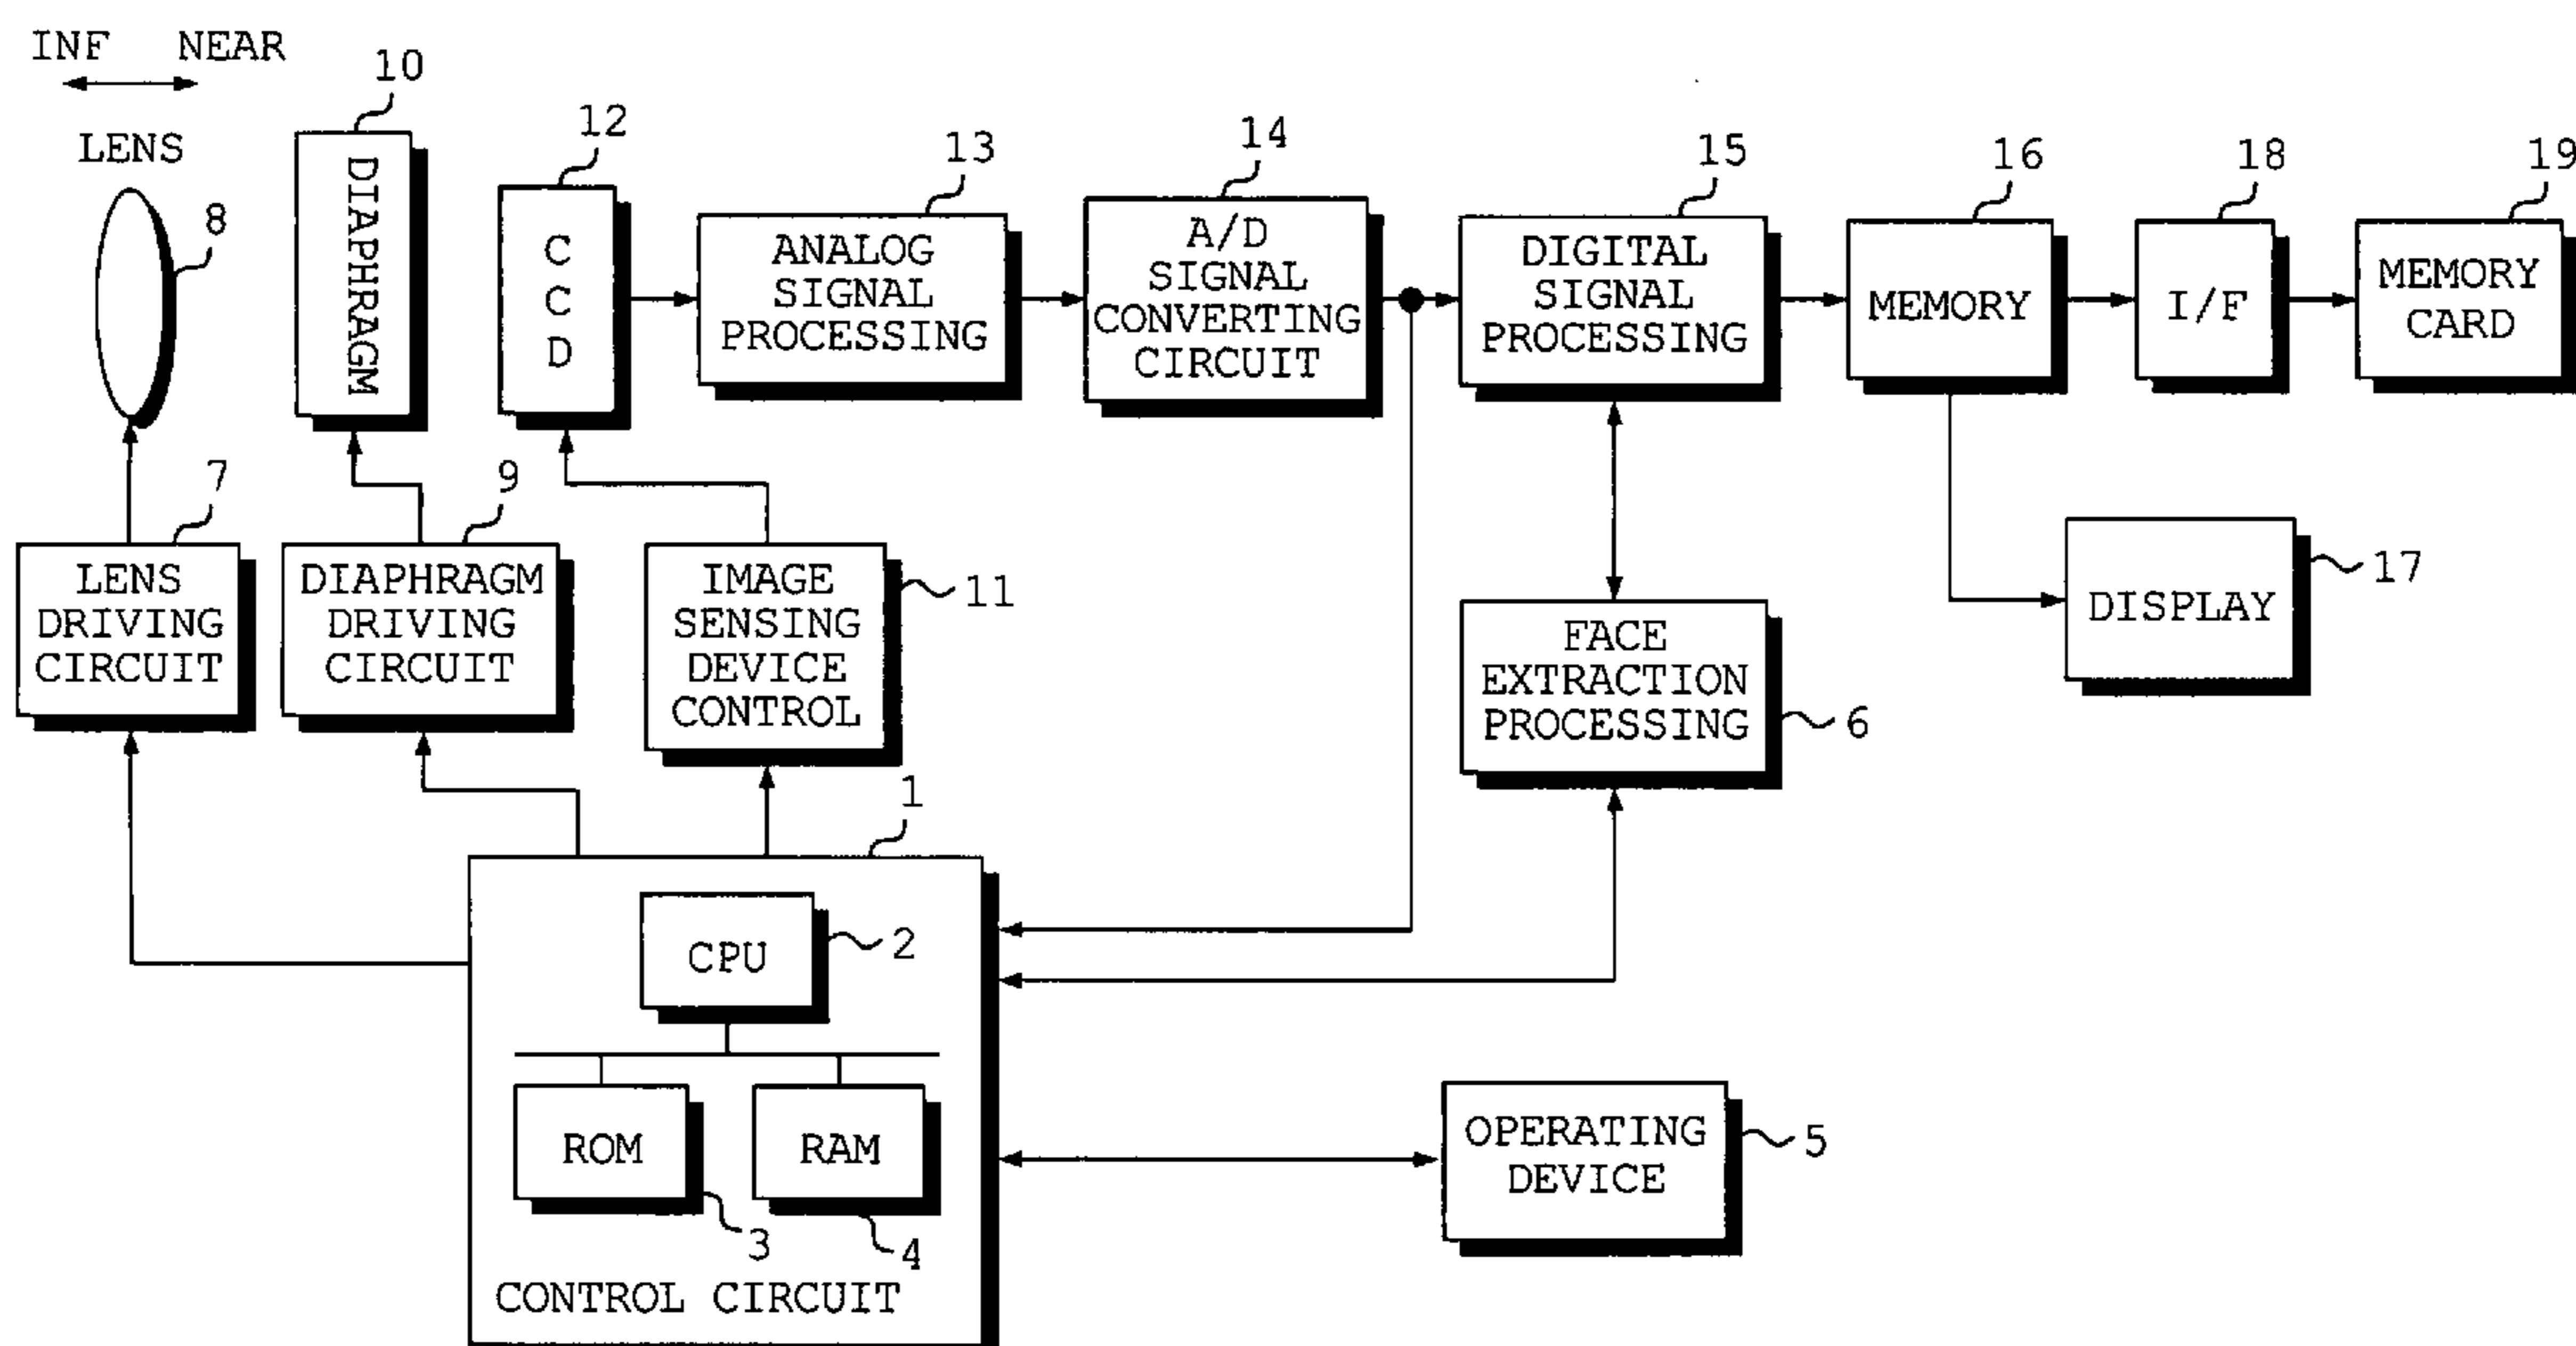 INF NEAR
LENS
8
10
DIAPHRAGM
12
C
C
D
13
ANALOG
SIGNAL
PROCESSING
14
A/D
SIGNAL
CONVERTING
CIRCUIT
15
DIGITAL
SIGNAL
PROCESSING
16
MEMORY
18
I/F
19
MEMORY
CARD
7
LENS
DRIVING
CIRCUIT
9
DIAPHRAGM
DRIVING
CIRCUIT
IMAGE
SENSING
DEVICE
CONTROL
11
FACE
EXTRACTION
PROCESSING
6
DISPLAY
17
1
CPU
2
ROM
3
RAM
4
CONTROL CIRCUIT
OPERATING
DEVICE
5